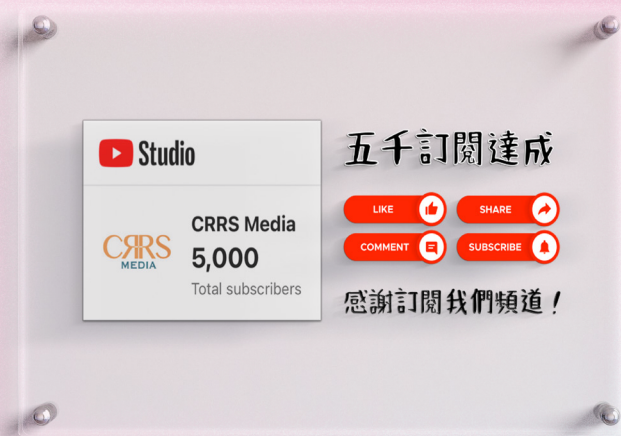 Studio
CRRS
MEDIA
CRRS Media
5,000
Total subscribers
五千訂閱達成
LIKE
SHARE
COMMENT
SUBSCRIBE
感謝訂閱我們頻道！